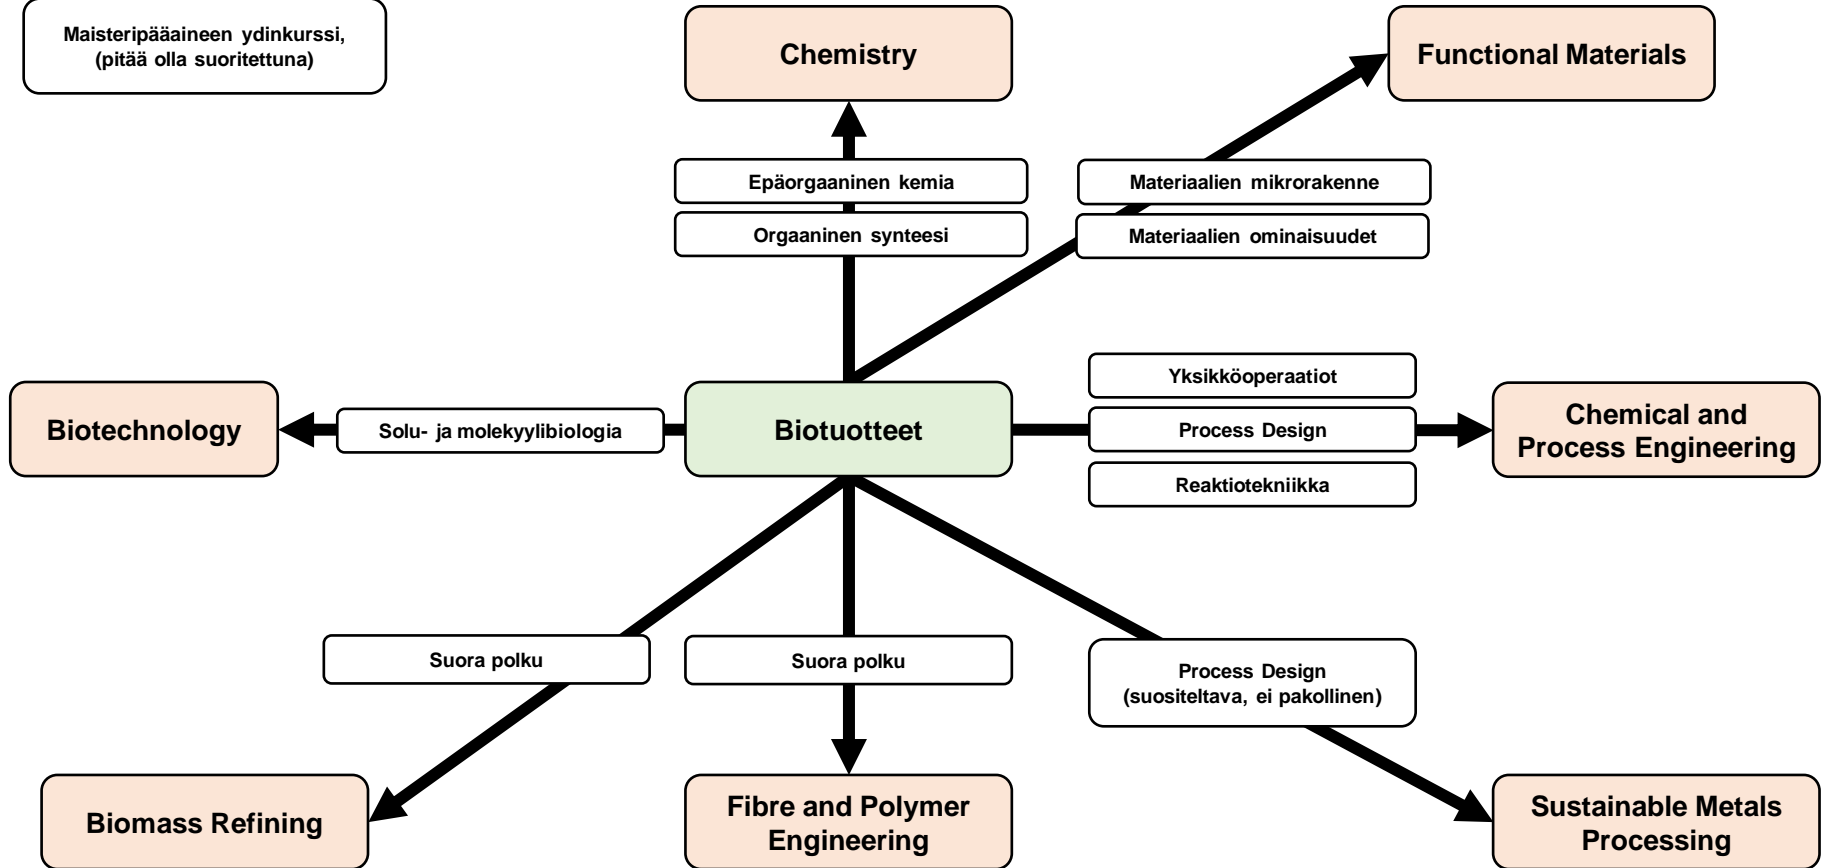 Maisteripääaineen ydinkurssi,
(pitää olla suoritettuna)
Chemistry
Functional Materials
Epäorgaaninen kemia
Orgaaninen synteesi
Materiaalien mikrorakenne
Materiaalien ominaisuudet
Biotechnology
Solu- ja molekyylibiologia
Biotuotteet
Yksikköoperaatiot
Process Design
Reaktiotekniikka
Chemical and
Process Engineering
Suora polku
Suora polku
Process Design
(suositeltava, ei pakollinen)
Biomass Refining
Fibre and Polymer
Engineering
Sustainable Metals
Processing